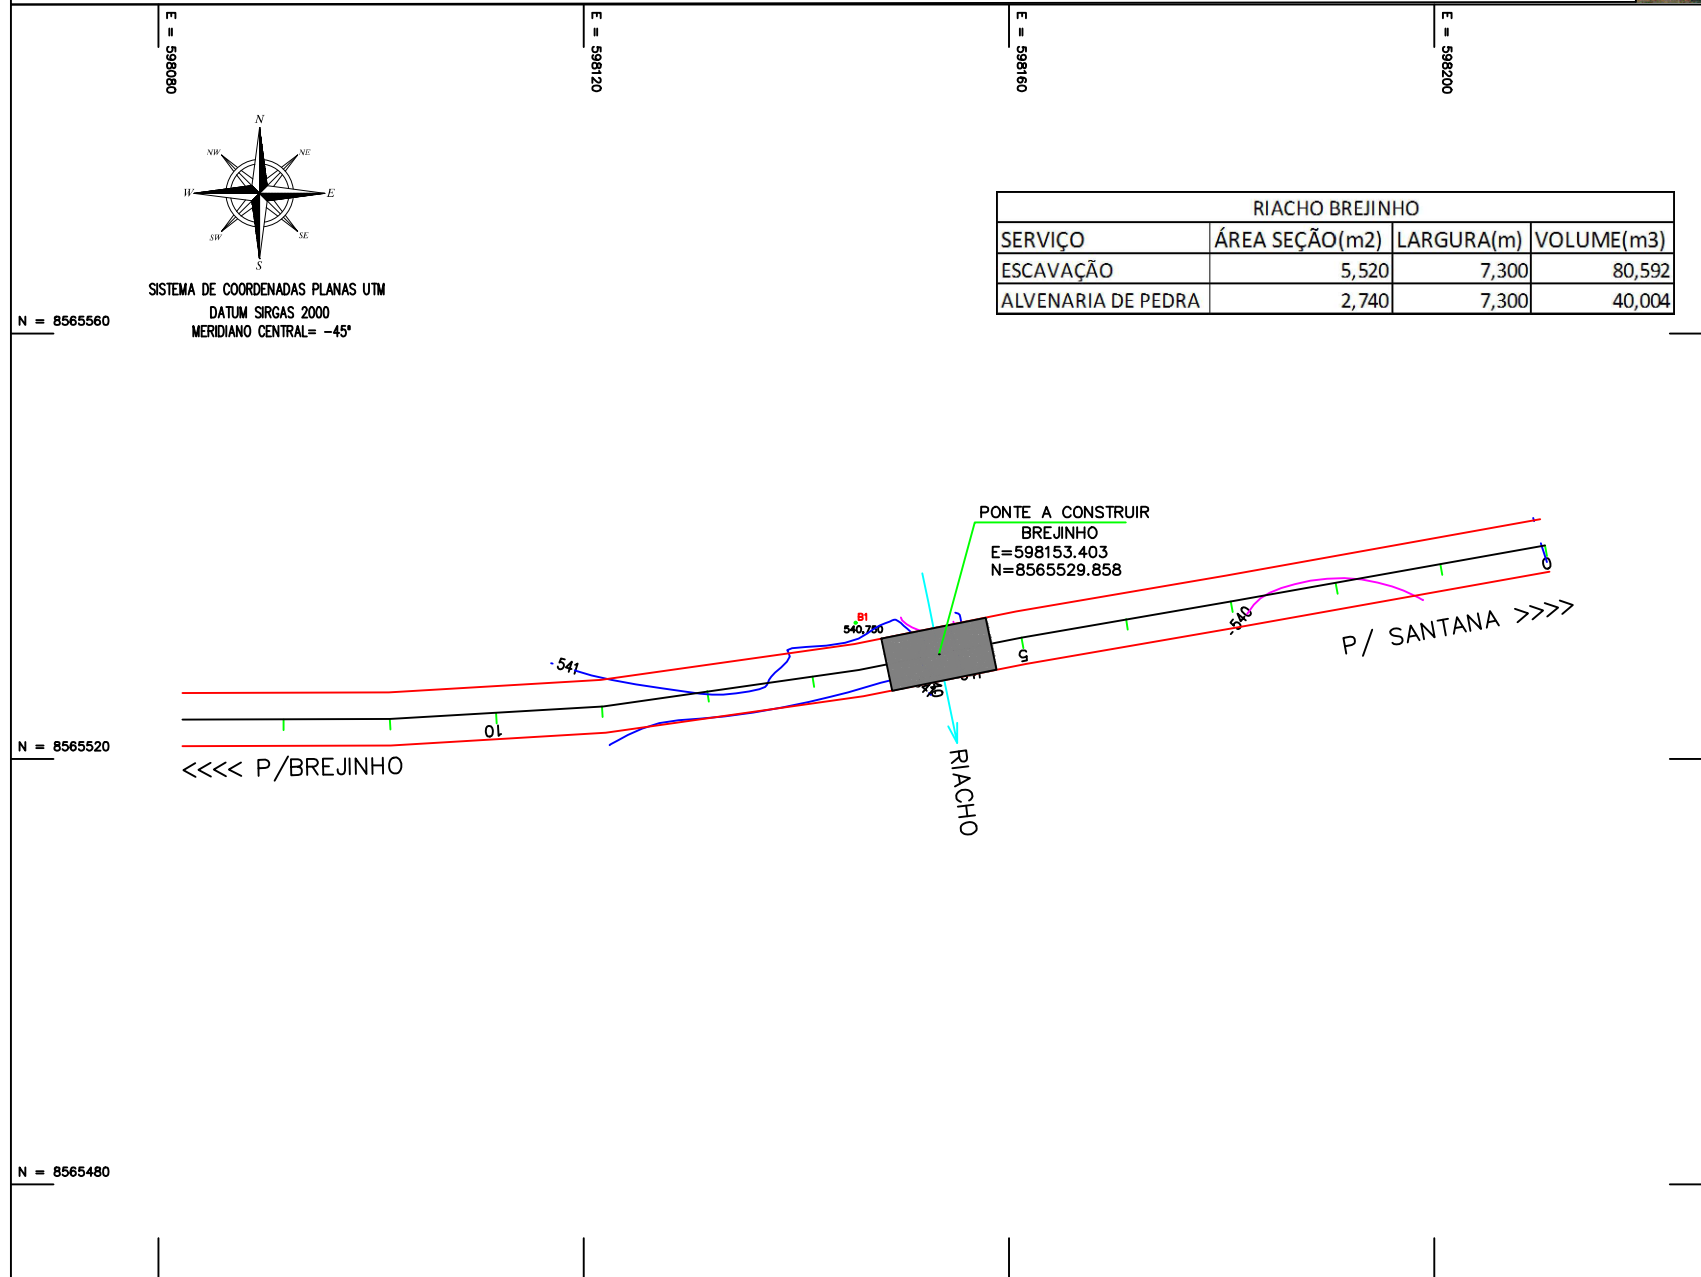 E = 598080
E = 598120
E = 598160
E = 598200
N
NW
NE
W
E
SW
SE
S
SISTEMA DE COORDENADAS PLANAS UTM
DATUM SIRGAS 2000
MERIDIANO CENTRAL= -45°
RIACHO BREJINHO
SERVIÇO ÁREA SEÇÃO(m2) LARGURA(m) VOLUME(m3)
ESCAVAÇÃO 5,520 7,300 80,592
ALVENARIA DE PEDRA 2,740 7,300 40,004
N = 8565560
PONTE A CONSTRUIR
BREJINHO
E=598153.403
N=8565529.858
0
B1
540,750
540
P/ SANTANA >>>>
5
541
10
N = 8565520
<<<< P/BREJINHO
RIACHO
N = 8565480